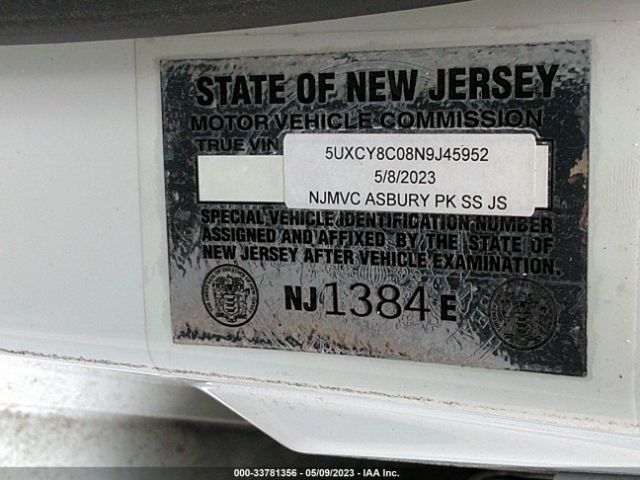 STATE OF NEW JERSEY
MOTOR VEHICLE COMMISSION
TRUE VIN
5UXCY8C08N9J45952
5/8/2023
NJMVC ASBURY PK SS JS
SPECIAL VEHICLE IDENTIFICATION NUMBER
ASSIGNED AND AFFIXED BY THE STATE OF
NEW JERSEY AFTER VEHICLE EXAMINATION.
NJ 1384 E
000-33781356 - 05/09/2023 - IAA Inc.